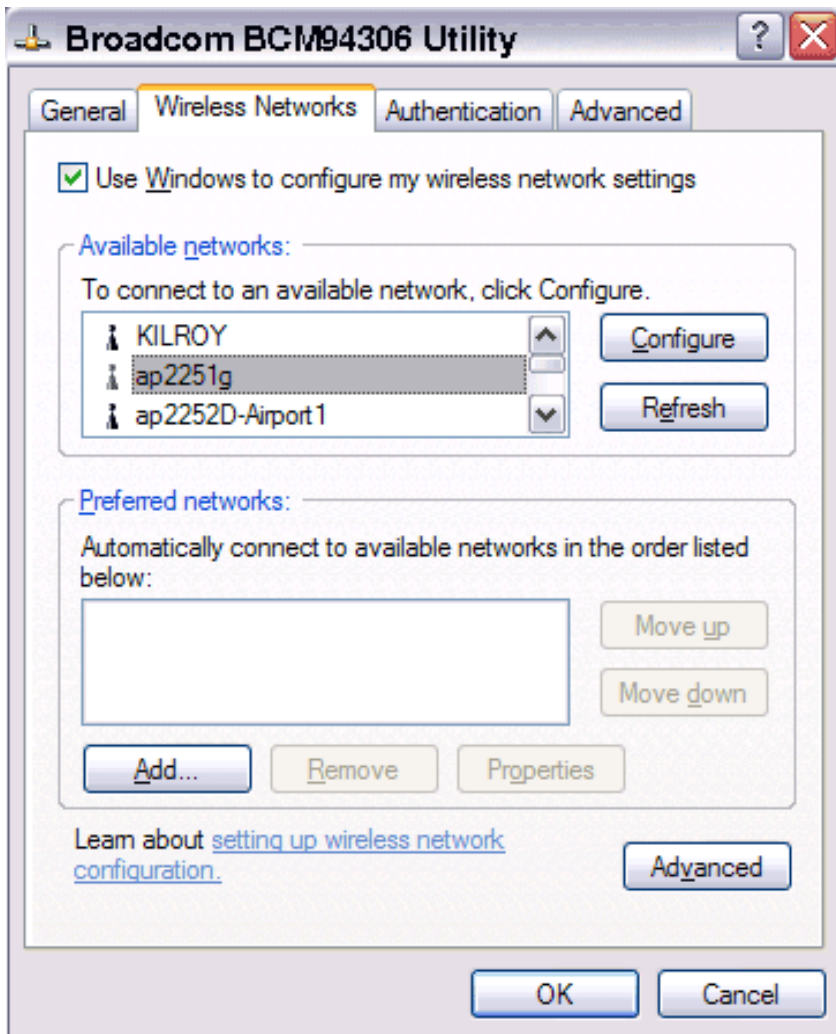 Broadcom BCM94306 Utility
?
General Wireless Networks Authentication Advanced
Use Windows to configure my wireless network settings
Available networks:
To connect to an available network, click Configure.
KILROY
ap2251g
ap2252D-Airport1
Configure
Refresh
Preferred networks:
Automatically connect to available networks in the order listed
below:
Move up
Move down
Add... Remove Properties
Learn about setting up wireless network
configuration.
Advanced
OK Cancel